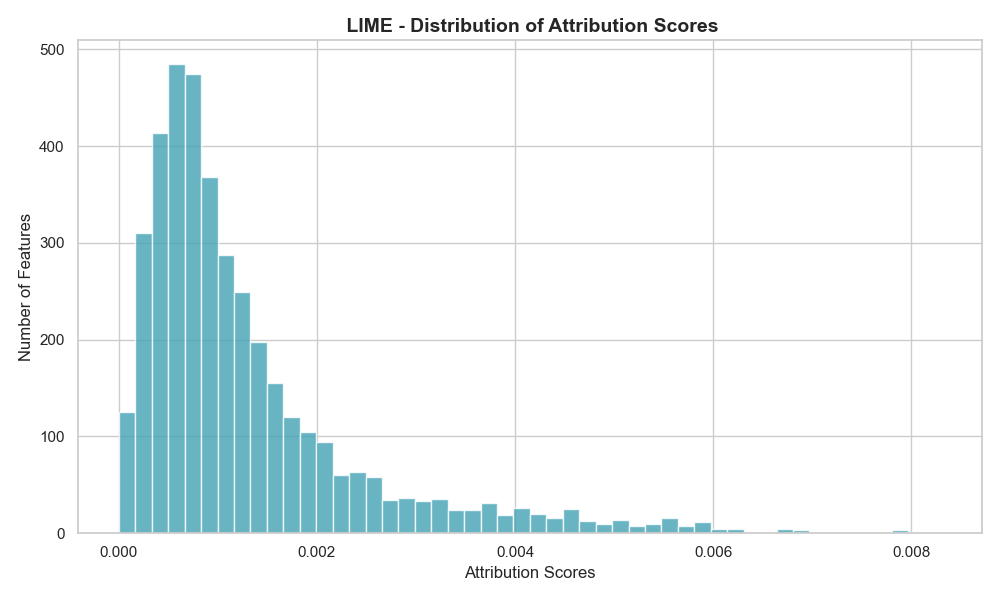 LIME - Distribution of Attribution Scores
500
400
300
200
100
0
Number of Features
0.000 0.002 0.004 0.006 0.008
Attribution Scores